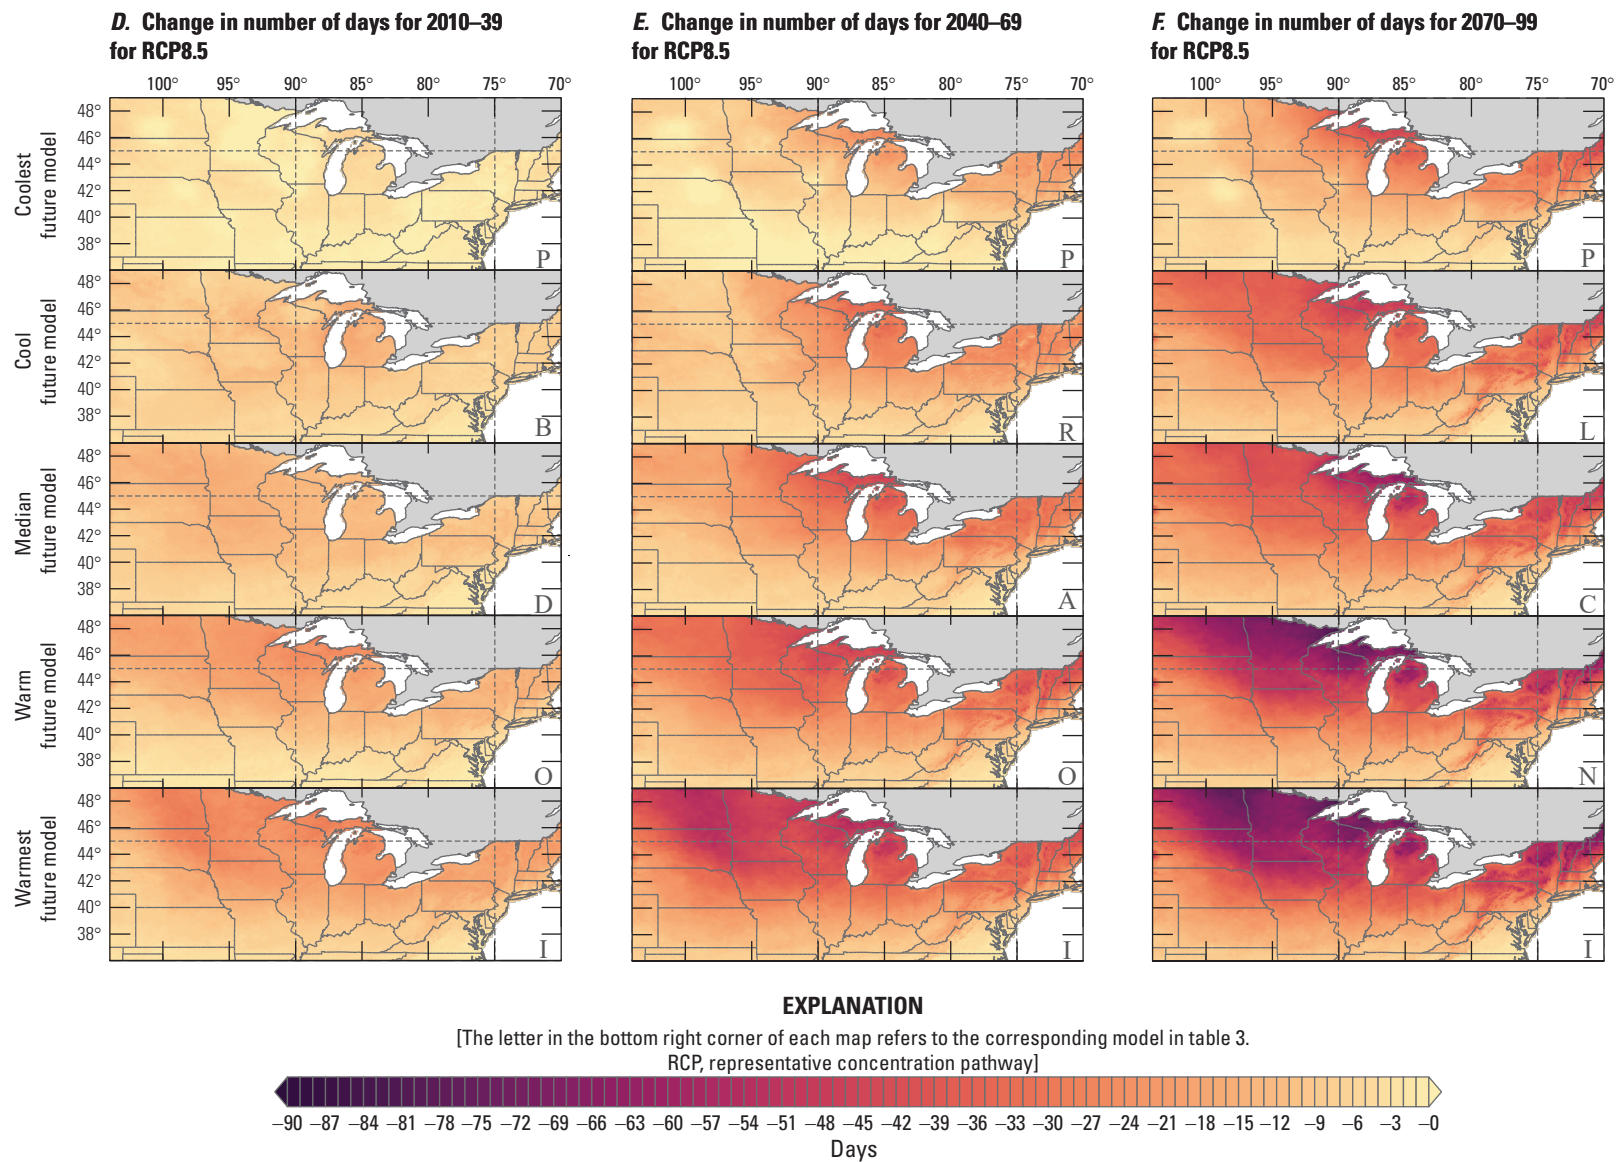 D. Change in number of days for 2010–39
for RCP8.5
E. Change in number of days for 2040–69
for RCP8.5
F. Change in number of days for 2070–99
for RCP8.5
100° 95° 90° 85° 80° 75° 70°
100° 95° 90° 85° 80° 75° 70°
100° 95° 90° 85° 80° 75° 70°
Coolest
future model
48°
46°
44°
42°
40°
38°
P
P
P
Cool
future model
48°
46°
44°
42°
40°
38°
B
R
L
Median
future model
48°
46°
44°
42°
40°
38°
D
A
C
Warm
future model
48°
46°
44°
42°
40°
38°
O
O
N
Warmest
future model
48°
46°
44°
42°
40°
38°
I
I
I
EXPLANATION
[The letter in the bottom right corner of each map refers to the corresponding model in table 3.
RCP, representative concentration pathway]
–90 –87 –84 –81 –78 –75 –72 –69 –66 –63 –60 –57 –54 –51 –48 –45 –42 –39 –36 –33 –30 –27 –24 –21 –18 –15 –12 –9 –6 –3 –0
Days